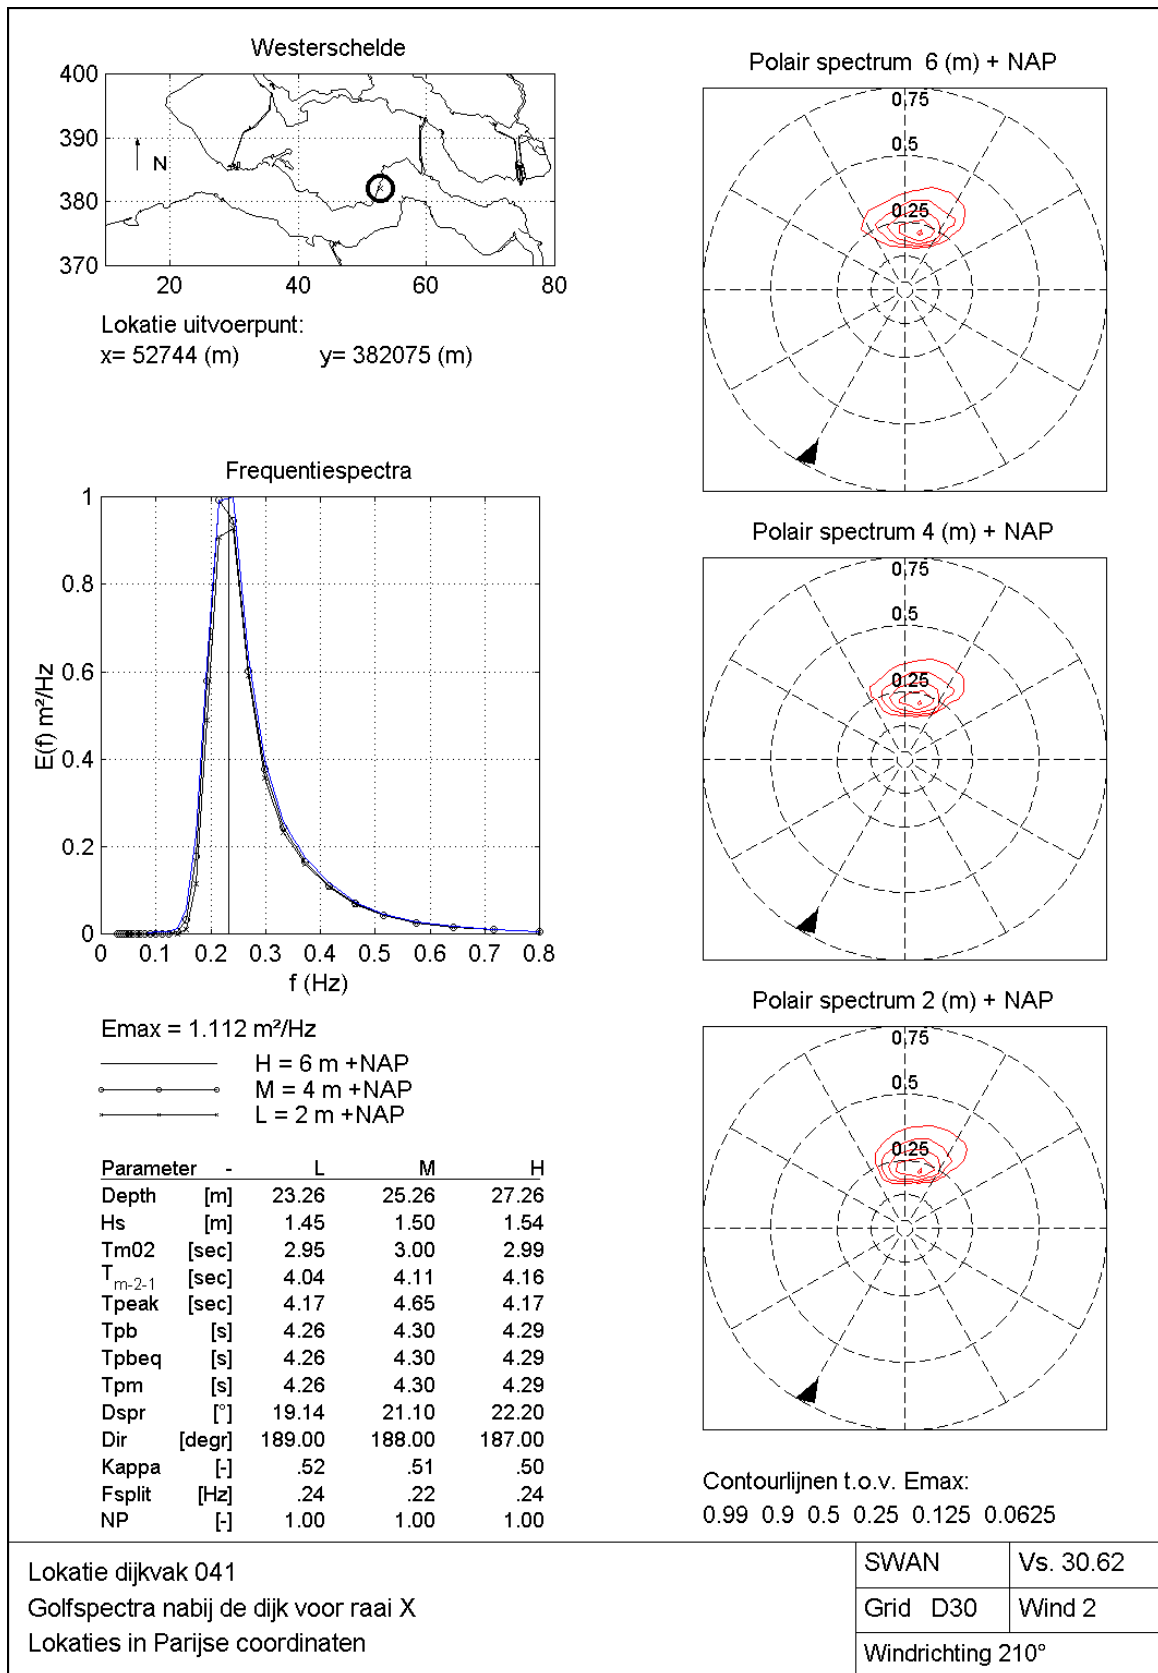 Westerschelde
400
390
380
370
N
20 40 60 80
Lokatie uitvoerpunt:
x= 52744 (m) y= 382075 (m)
Frequentiespectra
1
0.8
0.6
0.4
0.2
0
E(f) m²/Hz
0 0.1 0.2 0.3 0.4 0.5 0.6 0.7 0.8
f (Hz)
Emax = 1.112 m²/Hz
H = 6 m +NAP
M = 4 m +NAP
L = 2 m +NAP
Parameter - L M H
Depth [m] 23.26 25.26 27.26
Hs [m] 1.45 1.50 1.54
Tm02 [sec] 2.95 3.00 2.99
Tm-2-1 [sec] 4.04 4.11 4.16
Tpeak [sec] 4.17 4.65 4.17
Tpb [s] 4.26 4.30 4.29
Tpbeq [s] 4.26 4.30 4.29
Tpm [s] 4.26 4.30 4.29
Dspr [°] 19.14 21.10 22.20
Dir [degr] 189.00 188.00 187.00
Kappa [-] .52 .51 .50
Fsplit [Hz] .24 .22 .24
NP [-] 1.00 1.00 1.00
Polair spectrum 6 (m) + NAP
0.75
0.5
0.25
Polair spectrum 4 (m) + NAP
0.75
0.5
0.25
Polair spectrum 2 (m) + NAP
0.75
0.5
0.25
Contourlijnen t.o.v. Emax:
0.99 0.9 0.5 0.25 0.125 0.0625
Lokatie dijkvak 041
Golfspectra nabij de dijk voor raai X
Lokaties in Parijse coordinaten
SWAN Vs. 30.62
Grid D30 Wind 2
Windrichting 210°